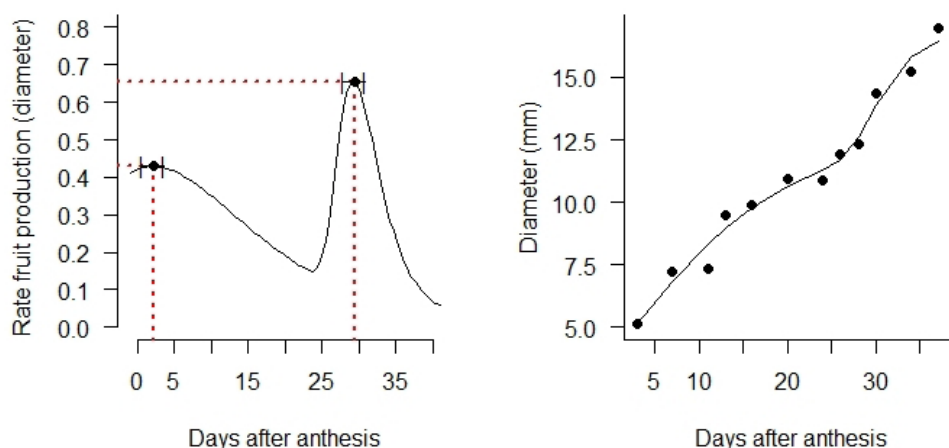 Rate fruit production (diameter)
0.8
0.7
0.6
0.5
0.4
0.3
0.2
0.1
0.0
0 5 15 25 35
Days after anthesis
Diameter (mm)
15.0
12.5
10.0
7.5
5.0
5 10 20 30
Days after anthesis